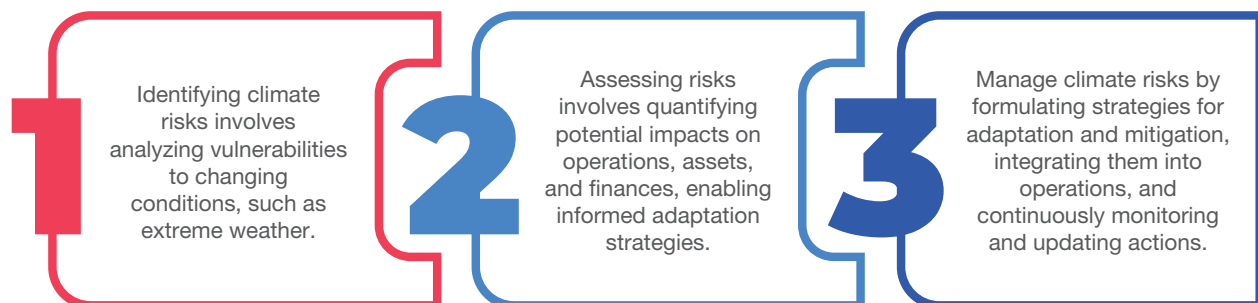 1
Identifying climate
risks involves
analyzing vulnerabilities
to changing
conditions, such as
extreme weather.
2
Assessing risks
involves quantifying
potential impacts on
operations, assets,
and finances, enabling
informed adaptation
strategies.
3
Manage climate risks by
formulating strategies for
adaptation and mitigation,
integrating them into
operations, and
continuously monitoring
and updating actions.